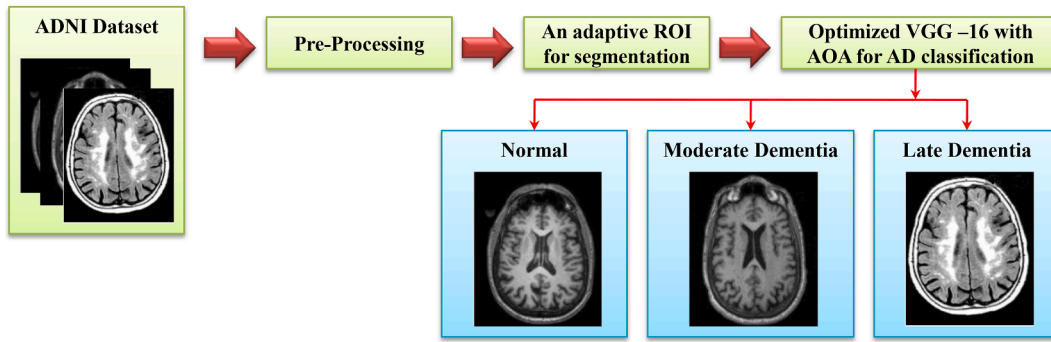 ADNI Dataset
Pre-Processing
An adaptive ROI
for segmentation
Optimized VGG –16 with
AOA for AD classification
Normal
Moderate Dementia
Late Dementia